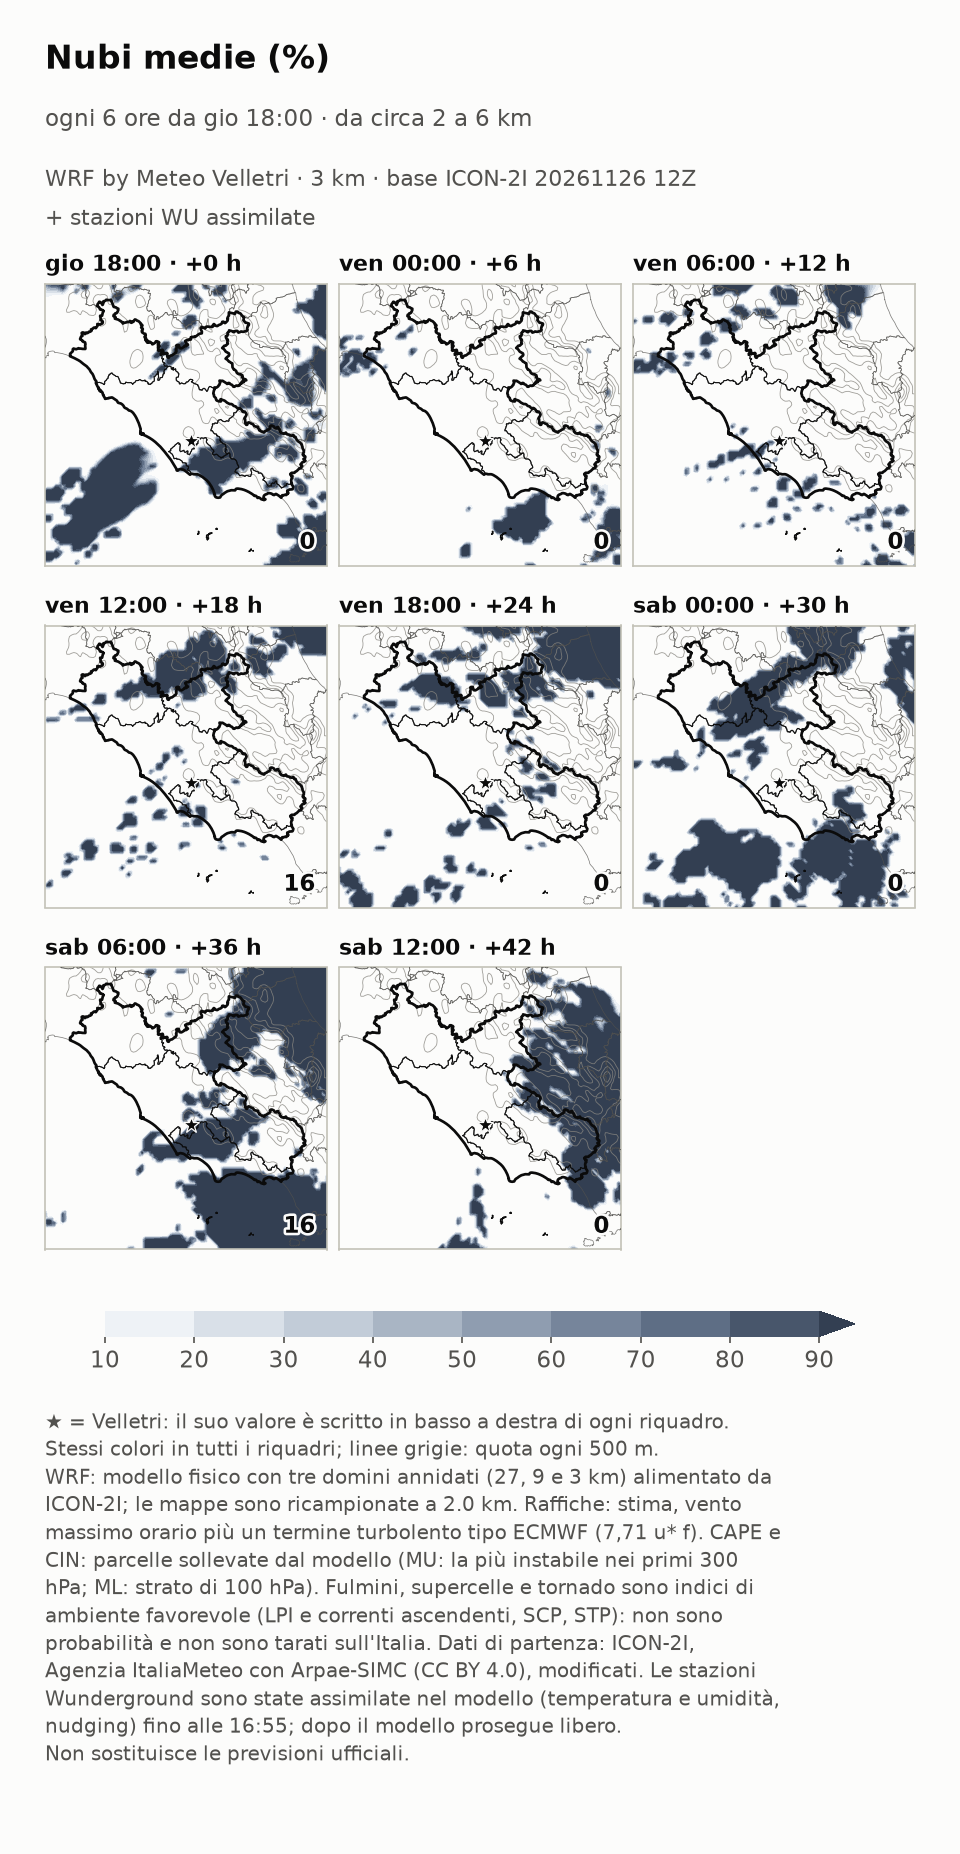 Nubi medie (%)
ogni 6 ore da gio 18:00 · da circa 2 a 6 km
WRF by Meteo Velletri · 3 km · base ICON-2I 20261126 12Z
+ stazioni WU assimilate
gio 18:00 · +0 h
ven 00:00 · +6 h
ven 06:00 · +12 h
0
0
0
ven 12:00 · +18 h
ven 18:00 · +24 h
sab 00:00 · +30 h
16
0
0
sab 06:00 · +36 h
sab 12:00 · +42 h
16
0
10 20 30 40 50 60 70 80 90
★ = Velletri: il suo valore è scritto in basso a destra di ogni riquadro.
Stessi colori in tutti i riquadri; linee grigie: quota ogni 500 m.
WRF: modello fisico con tre domini annidati (27, 9 e 3 km) alimentato da
ICON-2I; le mappe sono ricampionate a 2.0 km. Raffiche: stima, vento
massimo orario più un termine turbolento tipo ECMWF (7,71 u* f). CAPE e
CIN: parcelle sollevate dal modello (MU: la più instabile nei primi 300
hPa; ML: strato di 100 hPa). Fulmini, supercelle e tornado sono indici di
ambiente favorevole (LPI e correnti ascendenti, SCP, STP): non sono
probabilità e non sono tarati sull'Italia. Dati di partenza: ICON-2I,
Agenzia ItaliaMeteo con Arpae-SIMC (CC BY 4.0), modificati. Le stazioni
Wunderground sono state assimilate nel modello (temperatura e umidità,
nudging) fino alle 16:55; dopo il modello prosegue libero.
Non sostituisce le previsioni ufficiali.